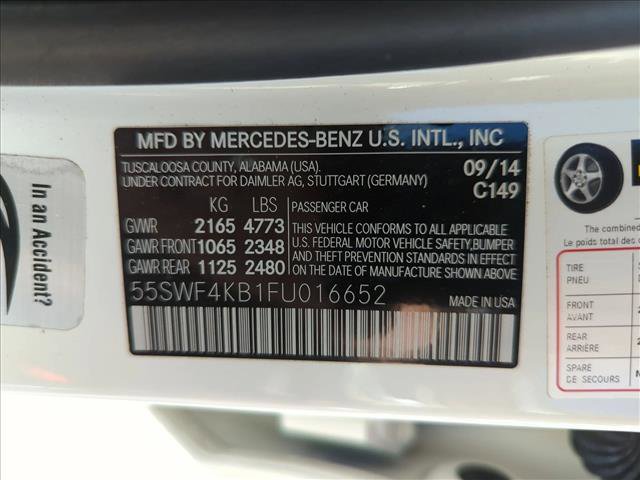 MFD BY MERCEDES-BENZ U.S. INTL., INC
TUSCALOOSA COUNTY, ALABAMA (USA). 09/14
UNDER CONTRACT FOR DAIMLER AG, STUTTGART (GERMANY) C149
KG LBS PASSENGER CAR
GVWR 2165 4773 THIS VEHICLE CONFORMS TO ALL APPLICABLE
GAWR FRONT 1065 2348 U.S. FEDERAL MOTOR VEHICLE SAFETY, BUMPER
GAWR REAR 1125 2480 AND THEFT PREVENTION STANDARDS IN EFFECT
ON THE DATE OF MANUFACTURE SHOWN ABOVE.
55SWF4KB1FU016652 MADE IN USA
In an Accident?
The combined
Le poids total des
TIRE
PNEU
FRONT
AVANT
REAR
ARRIÈRE
SPARE
DE SECOURS